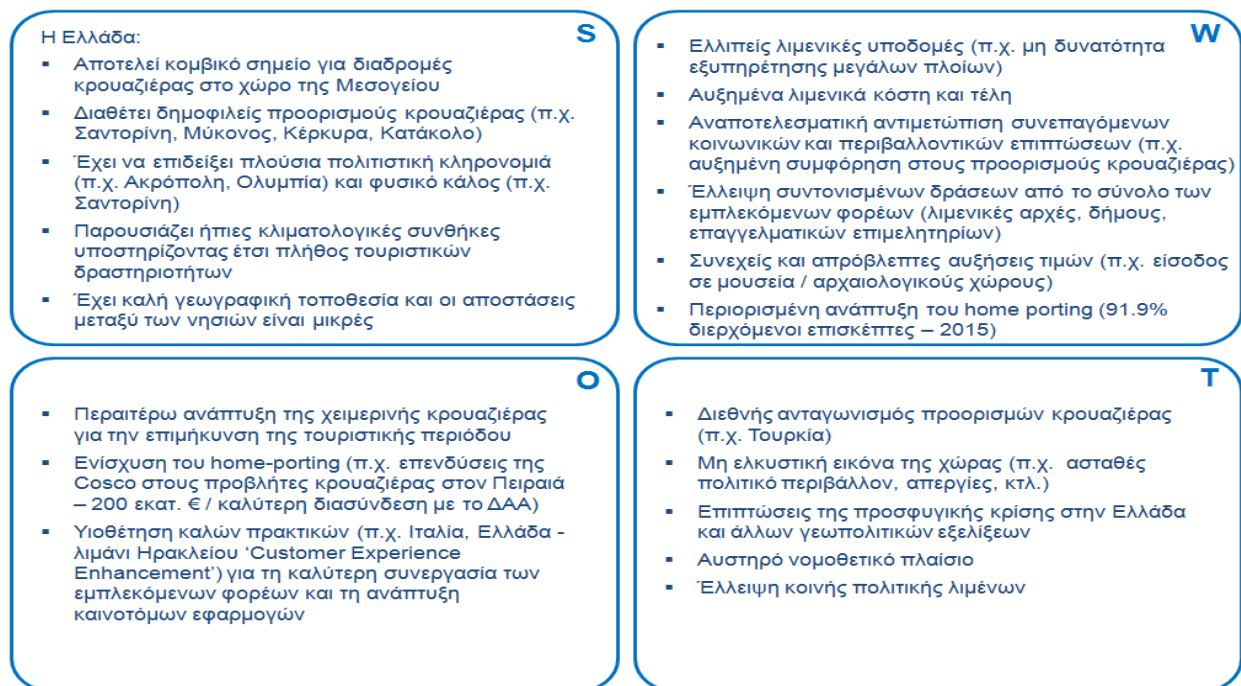 S
Η Ελλάδα:
▪ Αποτελεί κομβικό σημείο για διαδρομές
κρουαζιέρας στο χώρο της Μεσογείου
▪ Διαθέτει δημοφιλείς προορισμούς κρουαζιέρας (π.χ.
Σαντορίνη, Μύκονος, Κέρκυρα, Κατάκολο)
▪ Έχει να επιδείξει πλούσια πολιτιστική κληρονομιά
(π.χ. Ακρόπολη, Ολυμπία) και φυσικό κάλος (π.χ.
Σαντορίνη)
▪ Παρουσιάζει ήπιες κλιματολογικές συνθήκες
υποστηρίζοντας έτσι πλήθος τουριστικών
δραστηριοτήτων
▪ Έχει καλή γεωγραφική τοποθεσία και οι αποστάσεις
μεταξύ των νησιών είναι μικρές
W
▪ Ελλιπείς λιμενικές υποδομές (π.χ. μη δυνατότητα
εξυπηρέτησης μεγάλων πλοίων)
▪ Αυξημένα λιμενικά κόστη και τέλη
▪ Αναποτελεσματική αντιμετώπιση συνεπαγόμενων
κοινωνικών και περιβαλλοντικών επιπτώσεων (π.χ.
αυξημένη συμφόρηση στους προορισμούς κρουαζιέρας)
▪ Έλλειψη συντονισμένων δράσεων από το σύνολο των
εμπλεκόμενων φορέων (λιμενικές αρχές, δήμους,
επαγγελματικών επιμελητηρίων)
▪ Συνεχείς και απρόβλεπτες αυξήσεις τιμών (π.χ. είσοδος
σε μουσεία / αρχαιολογικούς χώρους)
▪ Περιορισμένη ανάπτυξη του home porting (91.9%
διερχόμενοι επισκέπτες – 2015)
O
▪ Περαιτέρω ανάπτυξη της χειμερινής κρουαζιέρας
για την επιμήκυνση της τουριστικής περιόδου
▪ Ενίσχυση του home-porting (π.χ. επενδύσεις της
Cosco στους προβλήτες κρουαζιέρας στον Πειραιά
– 200 εκατ. € / καλύτερη διασύνδεση με το ΔΑΑ)
▪ Υιοθέτηση καλών πρακτικών (π.χ. Ιταλία, Ελλάδα -
λιμάνι Ηρακλείου ‘Customer Experience
Enhancement’) για τη καλύτερη συνεργασία των
εμπλεκόμενων φορέων και τη ανάπτυξη
καινοτόμων εφαρμογών
T
▪ Διεθνής ανταγωνισμός προορισμών κρουαζιέρας
(π.χ. Τουρκία)
▪ Μη ελκυστική εικόνα της χώρας (π.χ. ασταθές
πολιτικό περιβάλλον, απεργίες, κτλ.)
▪ Επιπτώσεις της προσφυγικής κρίσης στην Ελλάδα
και άλλων γεωπολιτικών εξελίξεων
▪ Αυστηρό νομοθετικό πλαίσιο
▪ Έλλειψη κοινής πολιτικής λιμένων